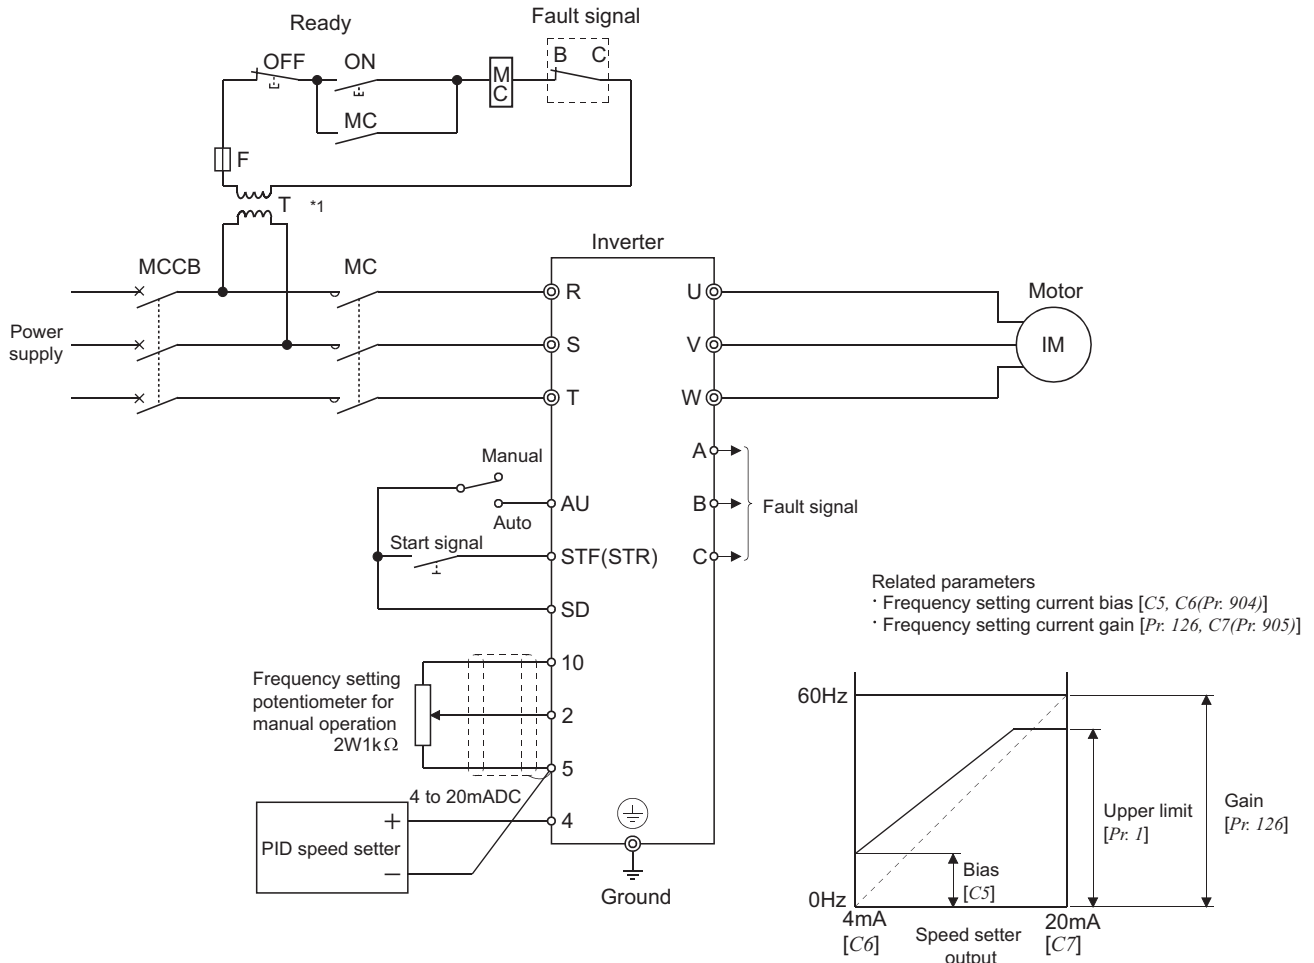 Ready
Fault signal
OFF
ON
B C
MC
MC
F
T *1
Inverter
MCCB
MC
R
U
Motor
Power
supply
S
V
IM
T
W
A
Manual
AU
B
Fault signal
Auto
Start signal
STF(STR)
C
SD
Related parameters
· Frequency setting current bias [C5, C6(Pr. 904)]
· Frequency setting current gain [Pr. 126, C7(Pr. 905)]
10
Frequency setting
potentiometer for
manual operation
2W1kΩ
2
5
4 to 20mADC
+
4
PID speed setter
−
Ground
60Hz
Upper limit
[Pr. 1]
Gain
[Pr. 126]
Bias
[C5]
0Hz
4mA
[C6]
Speed setter
output
20mA
[C7]